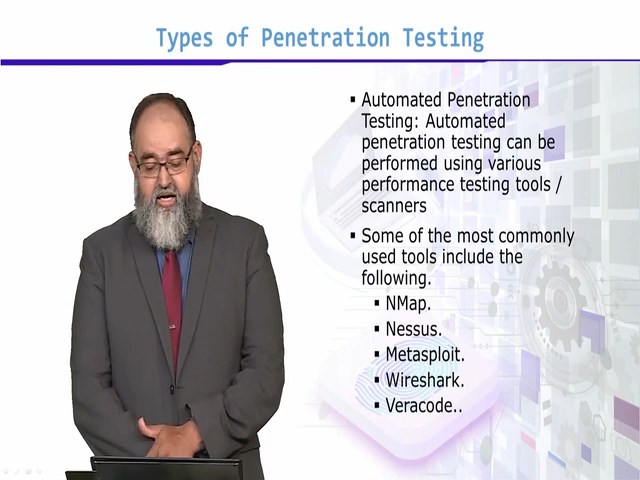 Types of Penetration Testing
▪ Automated Penetration
Testing: Automated
penetration testing can be
performed using various
performance testing tools /
scanners
▪ Some of the most commonly
used tools include the
following.
▪ NMap.
▪ Nessus.
▪ Metasploit.
▪ Wireshark.
▪ Veracode..